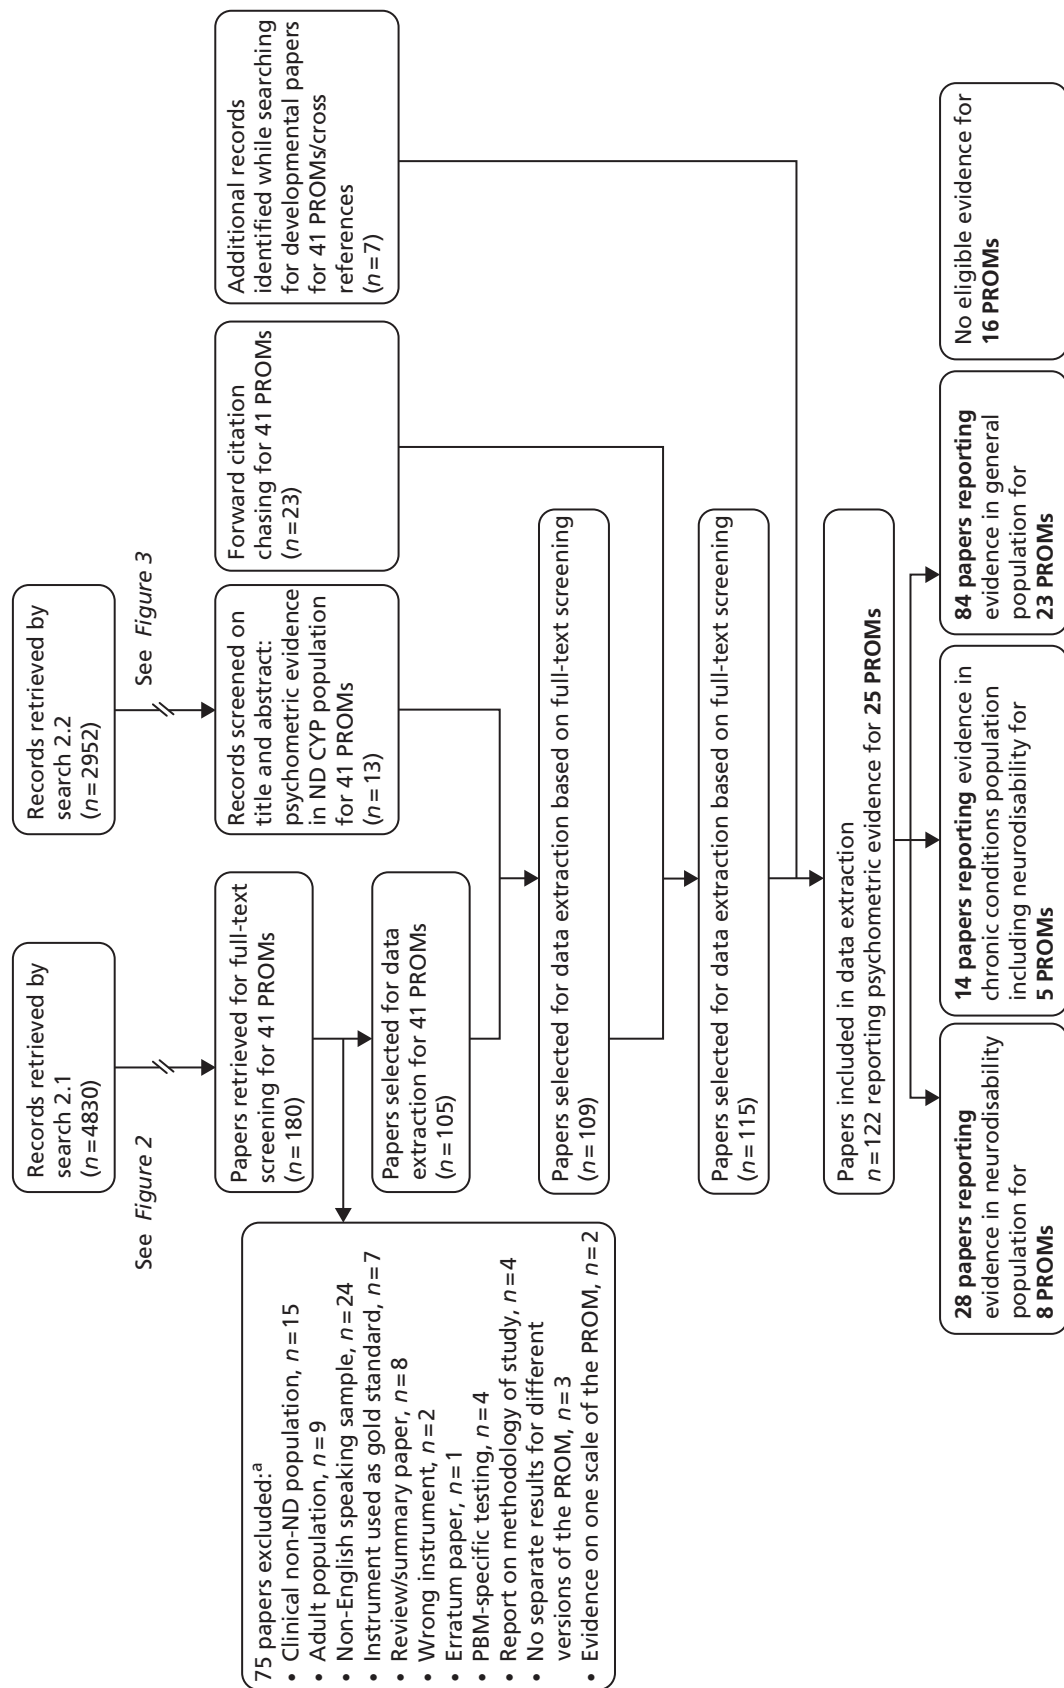 Records retrieved by
search 2.1
(n=4830)
See Figure 2
Records retrieved by
search 2.2
(n=2952)
See Figure 3
Papers retrieved for full-text
screening for 41 PROMs
(n=180)
Records screened on
title and abstract:
psychometric evidence
in ND CYP population
for 41 PROMs
(n=13)
Forward citation
chasing for 41 PROMs
(n=23)
Additional records
identified while searching
for developmental papers
for 41 PROMs/cross
references
(n=7)
75 papers excluded:a
• Clinical non-ND population, n=15
• Adult population, n=9
• Non-English speaking sample, n=24
• Instrument used as gold standard, n=7
• Review/summary paper, n=8
• Wrong instrument, n=2
• Erratum paper, n=1
• PBM-specific testing, n=4
• Report on methodology of study, n=4
• No separate results for different
versions of the PROM, n=3
• Evidence on one scale of the PROM, n=2
Papers selected for data
extraction for 41 PROMs
(n=105)
Papers selected for data extraction based on full-text screening
(n=109)
Papers selected for data extraction based on full-text screening
(n=115)
Papers included in data extraction
n=122 reporting psychometric evidence for 25 PROMs
28 papers reporting
evidence in neurodisability
population for
8 PROMs
14 papers reporting evidence in
chronic conditions population
including neurodisability for
5 PROMs
84 papers reporting
evidence in general
population for
23 PROMs
No eligible evidence for
16 PROMs